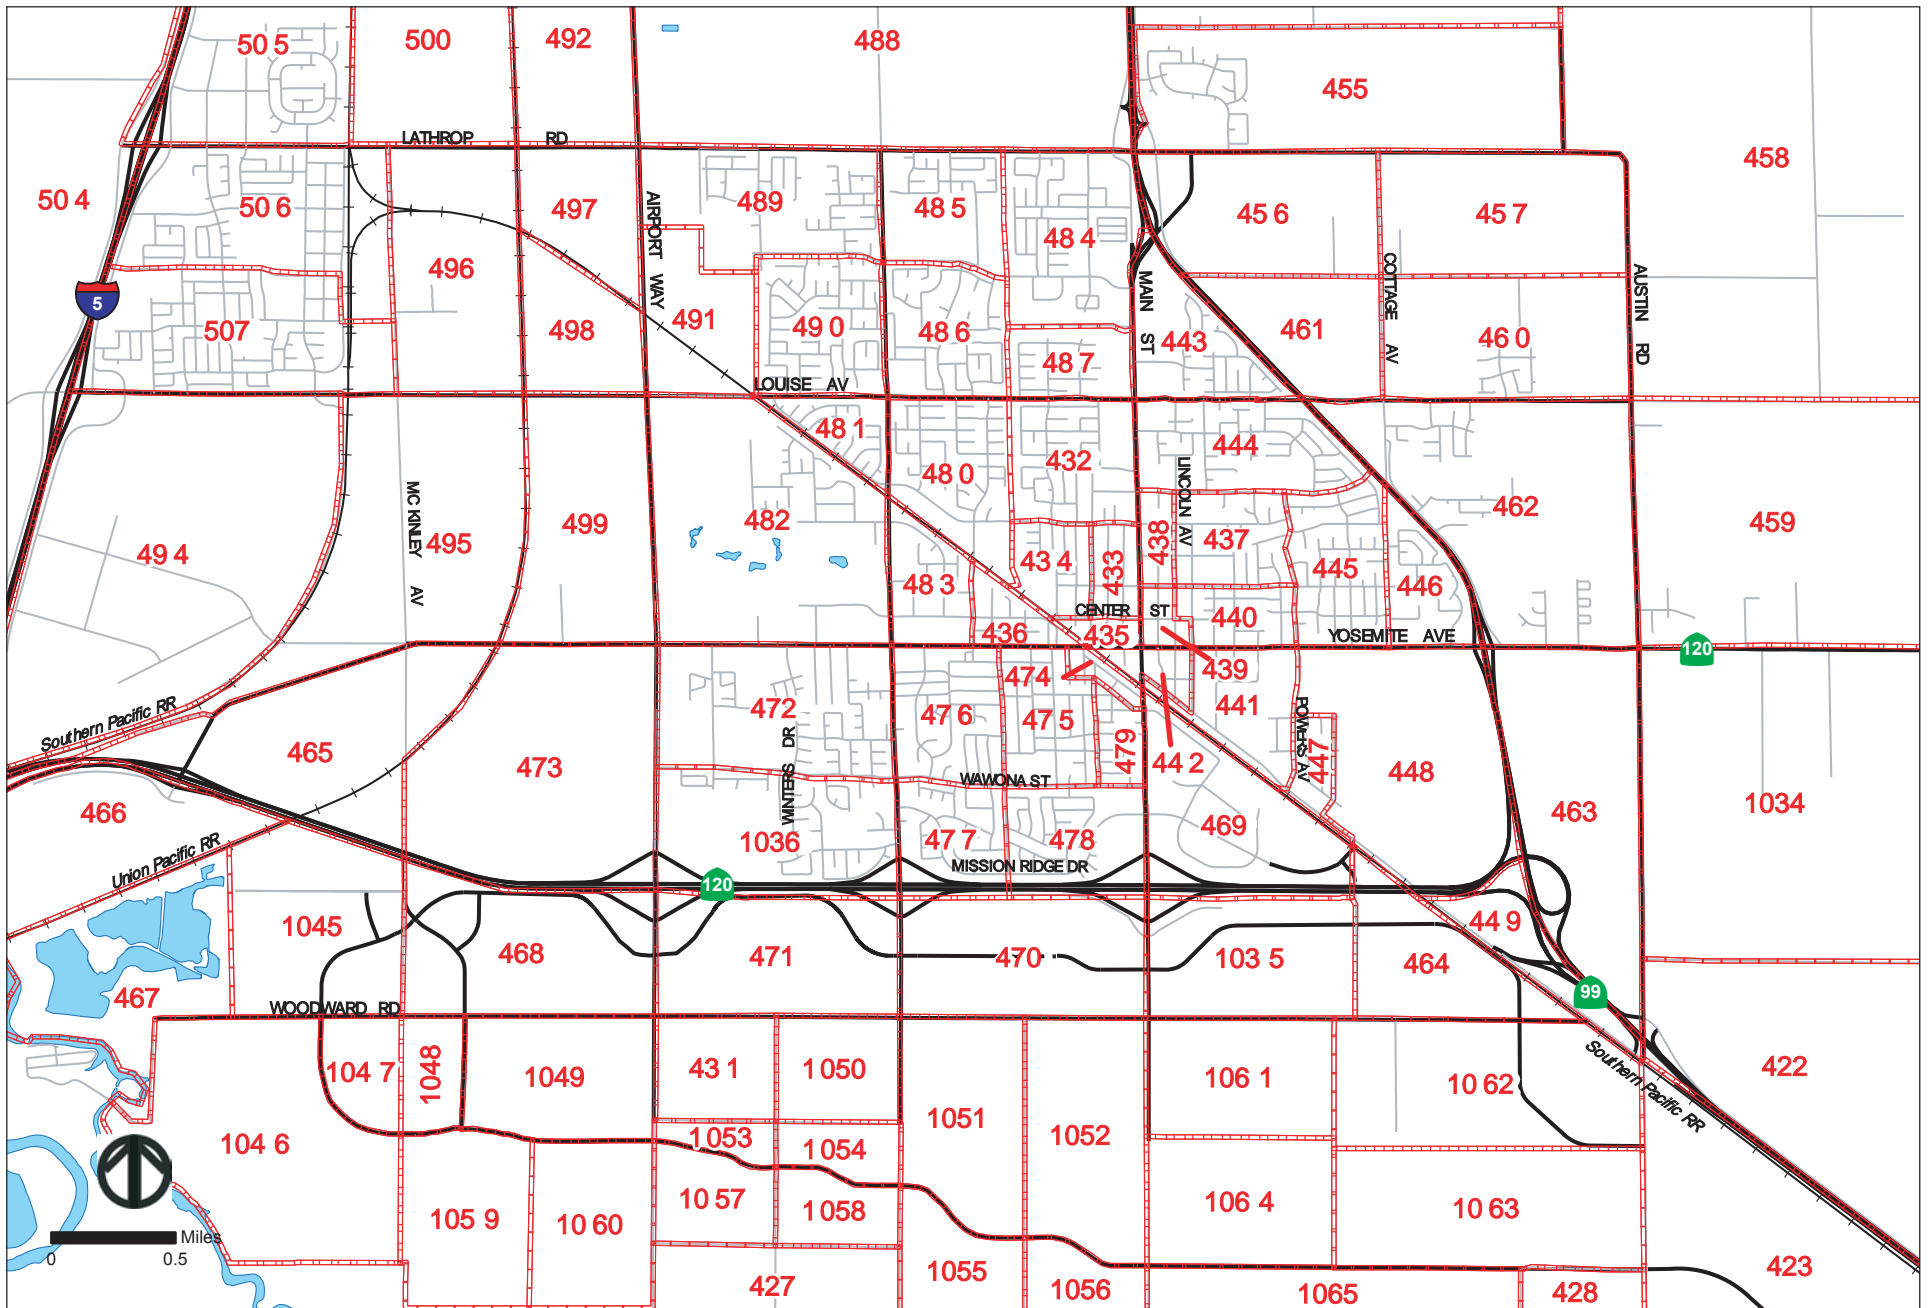 505 500 492 488
455
LATHROP RD
458
504 506 497 489 485 456 457
484
AIRPORT WAY
496
COTTAGE AV
AUSTIN RD
MAIN ST
5
507 498 491 490 486 443 461 460
487
LOUISE AV
481
444
480 432
LINCOLN AV
MC KINLEY AV
482 499 462 459
494 495 438 437
434 433 445 446
483
CENTER ST
440
436 435 YOSEMITE AVE
120
439
474
441
Southern Pacific RR
472 476 475
POWERS AV
465 473 479 442 447 448
WINTERS DR
WAWONA ST
466 463 1034
469
1036 477 478
Union Pacific RR
MISSION RIDGE DR
120
1045 449
468 471 470 1035 464
467 99
WOODWARD RD
Southern Pacific RR
1047 1048 1049 431 1050 1061 1062 422
1051
1046 1053 1054 1052
1057 1064 1063
1059 1060 1058
Miles
0 0.5
423
427 1055 1056 1065 428